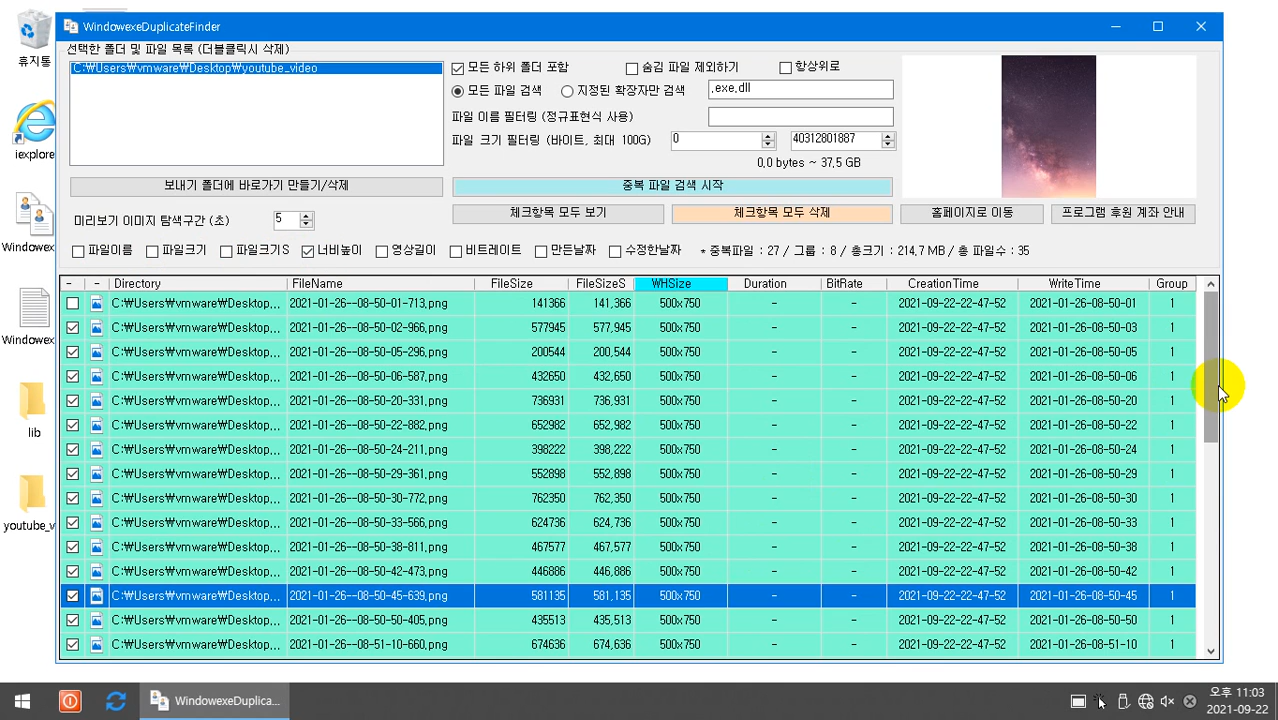 WindowexeDuplicateFinder
휴지통
iexplore
Windowe
Windowe
lib
youtube_v
선택한 폴더 및 파일 목록 (더블클릭시 삭제)
C:₩Users₩vmware₩Desktop₩youtube_video
모든 하위 폴더 포함 숨김 파일 제외하기 항상위로
모든 파일 검색 지정된 확장자만 검색 .exe.dll
파일 이름 필터링 (정규표현식 사용)
파일 크기 필터링 (바이트, 최대 100G) 0 40312801887
0.0 bytes ~ 37.5 GB
보내기 폴더에 바로가기 만들기/삭제 중복 파일 검색 시작
미리보기 이미지 탐색구간 (초) 5 체크항목 모두 보기 체크항목 모두 삭제 홈페이지로 이동 프로그램 후원 계좌 안내
파일이름 파일크기 파일크기S 너비높이 영상길이 비트레이트 만든날짜 수정한날짜 * 중복파일 : 27 / 그룹 : 8 / 총크기 : 214.7 MB / 총 파일수 : 35
- - Directory FileName FileSize FileSizeS WHSize Duration BitRate CreationTime WriteTime Group
C:₩Users₩vmware₩Desktop... 2021-01-26--08-50-01-713.png 141366 141,366 500x750 - - 2021-09-22-22-47-52 2021-01-26-08-50-01 1
C:₩Users₩vmware₩Desktop... 2021-01-26--08-50-02-966.png 577945 577,945 500x750 - - 2021-09-22-22-47-52 2021-01-26-08-50-03 1
C:₩Users₩vmware₩Desktop... 2021-01-26--08-50-05-296.png 200544 200,544 500x750 - - 2021-09-22-22-47-52 2021-01-26-08-50-05 1
C:₩Users₩vmware₩Desktop... 2021-01-26--08-50-06-587.png 432650 432,650 500x750 - - 2021-09-22-22-47-52 2021-01-26-08-50-06 1
C:₩Users₩vmware₩Desktop... 2021-01-26--08-50-20-331.png 736931 736,931 500x750 - - 2021-09-22-22-47-52 2021-01-26-08-50-20 1
C:₩Users₩vmware₩Desktop... 2021-01-26--08-50-22-882.png 652982 652,982 500x750 - - 2021-09-22-22-47-52 2021-01-26-08-50-22 1
C:₩Users₩vmware₩Desktop... 2021-01-26--08-50-24-211.png 398222 398,222 500x750 - - 2021-09-22-22-47-52 2021-01-26-08-50-24 1
C:₩Users₩vmware₩Desktop... 2021-01-26--08-50-29-361.png 552898 552,898 500x750 - - 2021-09-22-22-47-52 2021-01-26-08-50-29 1
C:₩Users₩vmware₩Desktop... 2021-01-26--08-50-30-772.png 762350 762,350 500x750 - - 2021-09-22-22-47-52 2021-01-26-08-50-30 1
C:₩Users₩vmware₩Desktop... 2021-01-26--08-50-33-566.png 624736 624,736 500x750 - - 2021-09-22-22-47-52 2021-01-26-08-50-33 1
C:₩Users₩vmware₩Desktop... 2021-01-26--08-50-38-811.png 467577 467,577 500x750 - - 2021-09-22-22-47-52 2021-01-26-08-50-38 1
C:₩Users₩vmware₩Desktop... 2021-01-26--08-50-42-473.png 446886 446,886 500x750 - - 2021-09-22-22-47-52 2021-01-26-08-50-42 1
C:₩Users₩vmware₩Desktop... 2021-01-26--08-50-45-639.png 581135 581,135 500x750 - - 2021-09-22-22-47-52 2021-01-26-08-50-45 1
C:₩Users₩vmware₩Desktop... 2021-01-26--08-50-50-405.png 435513 435,513 500x750 - - 2021-09-22-22-47-52 2021-01-26-08-50-50 1
C:₩Users₩vmware₩Desktop... 2021-01-26--08-51-10-660.png 674636 674,636 500x750 - - 2021-09-22-22-47-52 2021-01-26-08-51-10 1
WindowexeDuplica...
오후 11:03
2021-09-22